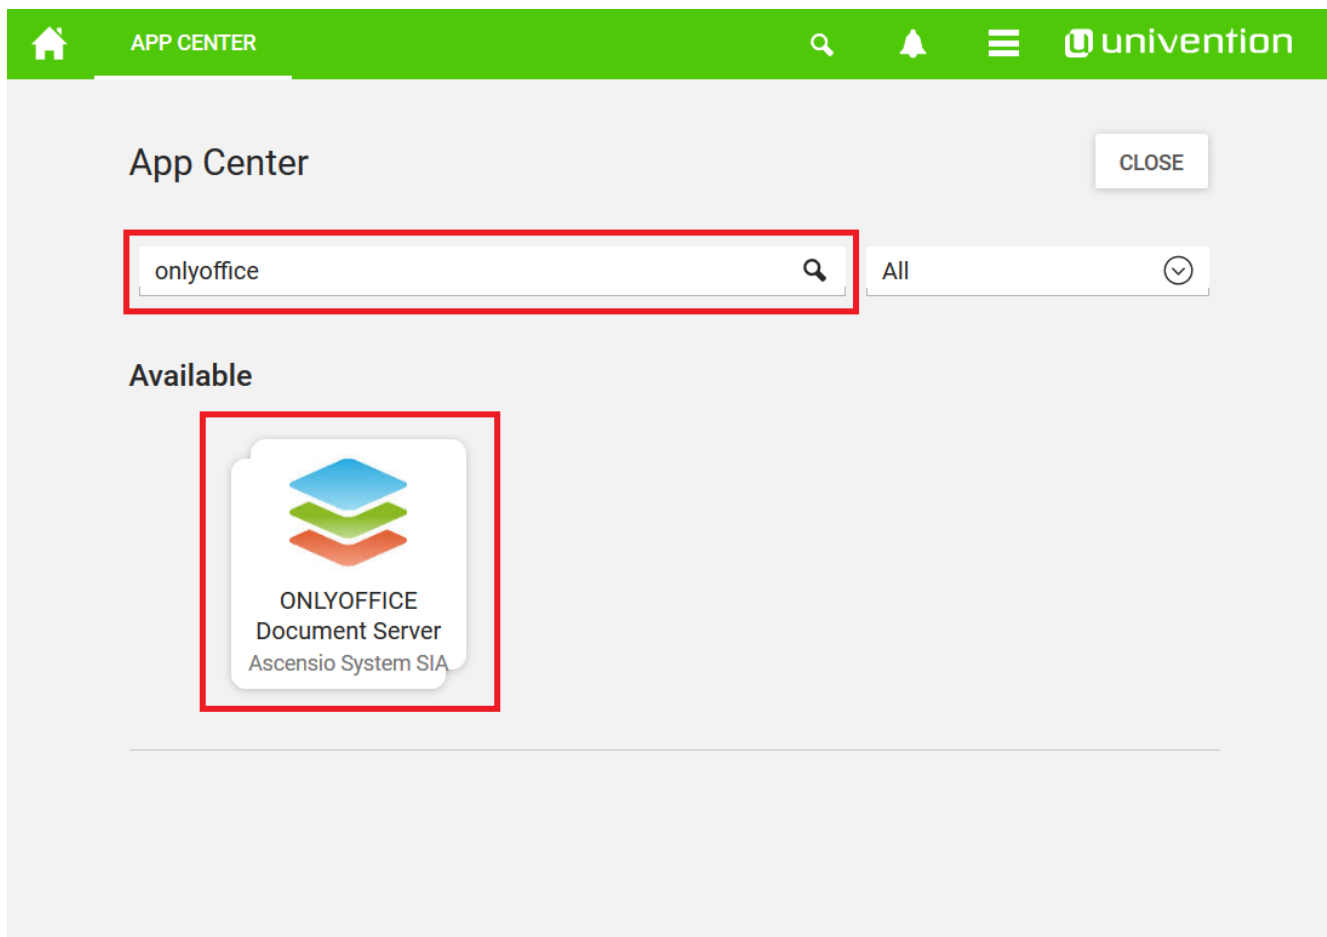 APP CENTER
univention
App Center
CLOSE
onlyoffice
All
Available
ONLYOFFICE
Document Server
Ascensio System SIA